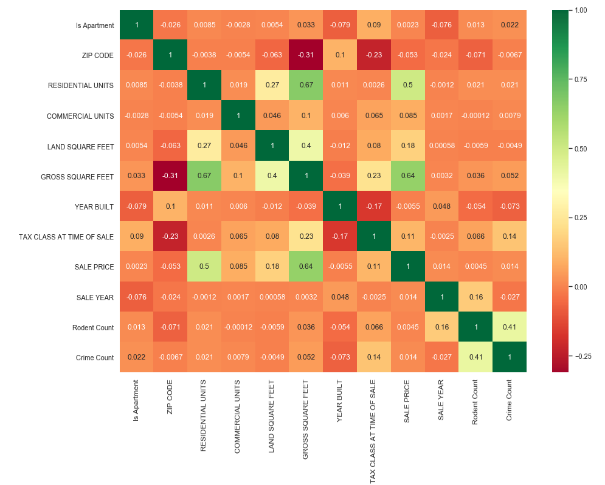 Is Apartment 1 -0.026 0.0085 -0.0028 0.0054 0.033 -0.079 0.09 0.0023 -0.076 0.013 0.022
ZIP CODE -0.026 1 -0.0038 -0.0054 -0.063 -0.31 0.1 -0.23 -0.053 -0.024 -0.071 -0.0067
RESIDENTIAL UNITS 0.0085 -0.0038 1 0.019 0.27 0.67 0.011 0.0026 0.5 -0.0012 0.021 0.021
COMMERCIAL UNITS -0.0028 -0.0054 0.019 1 0.046 0.1 0.006 0.065 0.085 0.0017 -0.00012 0.0079
LAND SQUARE FEET 0.0054 -0.063 0.27 0.046 1 0.4 -0.012 0.08 0.18 0.00058 -0.0059 -0.0049
GROSS SQUARE FEET 0.033 -0.31 0.67 0.1 0.4 1 -0.039 0.23 0.64 0.0032 0.036 0.052
YEAR BUILT -0.079 0.1 0.011 0.006 -0.012 -0.039 1 -0.17 -0.0055 0.048 -0.054 -0.073
TAX CLASS AT TIME OF SALE 0.09 -0.23 0.0026 0.065 0.08 0.23 -0.17 1 0.11 -0.0025 0.066 0.14
SALE PRICE 0.0023 -0.053 0.5 0.085 0.18 0.64 -0.0055 0.11 1 0.014 0.0045 0.014
SALE YEAR -0.076 -0.024 -0.0012 0.0017 0.00058 0.0032 0.048 -0.0025 0.014 1 0.16 -0.027
Rodent Count 0.013 -0.071 0.021 -0.00012 -0.0059 0.036 -0.054 0.066 0.0045 0.16 1 0.41
Crime Count 0.022 -0.0067 0.021 0.0079 -0.0049 0.052 -0.073 0.14 0.014 -0.027 0.41 1
Is Apartment
ZIP CODE
RESIDENTIAL UNITS
COMMERCIAL UNITS
LAND SQUARE FEET
GROSS SQUARE FEET
YEAR BUILT
TAX CLASS AT TIME OF SALE
SALE PRICE
SALE YEAR
Rodent Count
Crime Count
1.00
0.75
0.50
0.25
0.00
-0.25